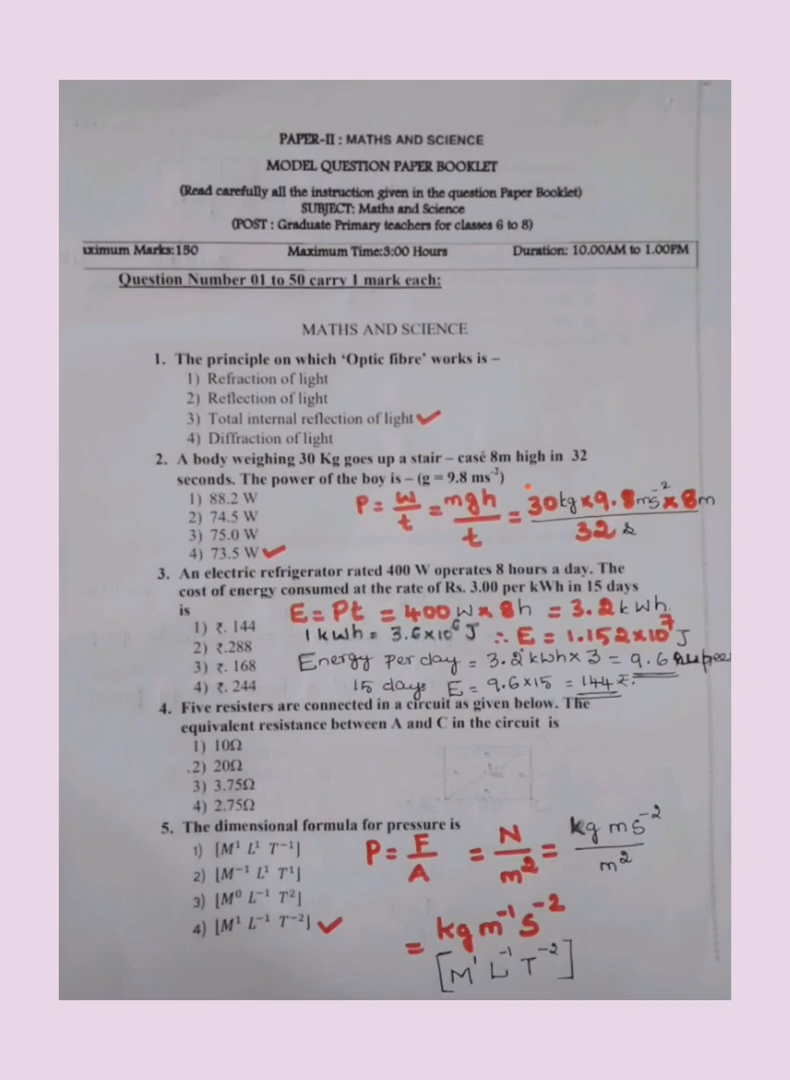 PAPER-II : MATHS AND SCIENCE
MODEL QUESTION PAPER BOOKLET
(Read carefully all the instruction given in the question Paper Booklet)
SUBJECT: Maths and Science
(POST : Graduate Primary teachers for classes 6 to 8)
aximum Marks:150 Maximum Time:3:00 Hours Duration: 10.00AM to 1.00PM
Question Number 01 to 50 carry 1 mark each:
MATHS AND SCIENCE
1. The principle on which ‘Optic fibre’ works is –
1) Refraction of light
2) Reflection of light
3) Total internal reflection of light ✓
4) Diffraction of light
2. A body weighing 30 Kg goes up a stair – casé 8m high in 32
seconds. The power of the boy is – (g = 9.8 ms⁻²)
1) 88.2 W
2) 74.5 W
3) 75.0 W
4) 73.5 W ✓
P = W/t = mgh/t = 30kg x 9.8ms⁻² x 8m / 32 s
3. An electric refrigerator rated 400 W operates 8 hours a day. The
cost of energy consumed at the rate of Rs. 3.00 per kWh in 15 days
is
1) ₹. 144
2) ₹.288
3) ₹. 168
4) ₹. 244
E = Pt = 400W x 8h = 3.2kwh.
1 kwh = 3.6x10⁶ J ∴ E = 1.152x10⁷ J
Energy per day = 3.2 kwh x 3 = 9.6 Rupees
15 days E = 9.6 x 15 = 144 ₹.
4. Five resisters are connected in a circuit as given below. The
equivalent resistance between A and C in the circuit is
1) 10Ω
.2) 20Ω
3) 3.75Ω
4) 2.75Ω
5. The dimensional formula for pressure is
1) [M¹ L¹ T⁻¹]
2) [M⁻¹ L¹ T¹]
3) [M⁰ L⁻¹ T²]
4) [M¹ L⁻¹ T⁻²] ✓
P = F/A = N/m² = kg m s⁻² / m²
= kg m⁻¹ s⁻²
[M¹ L⁻¹ T⁻²]